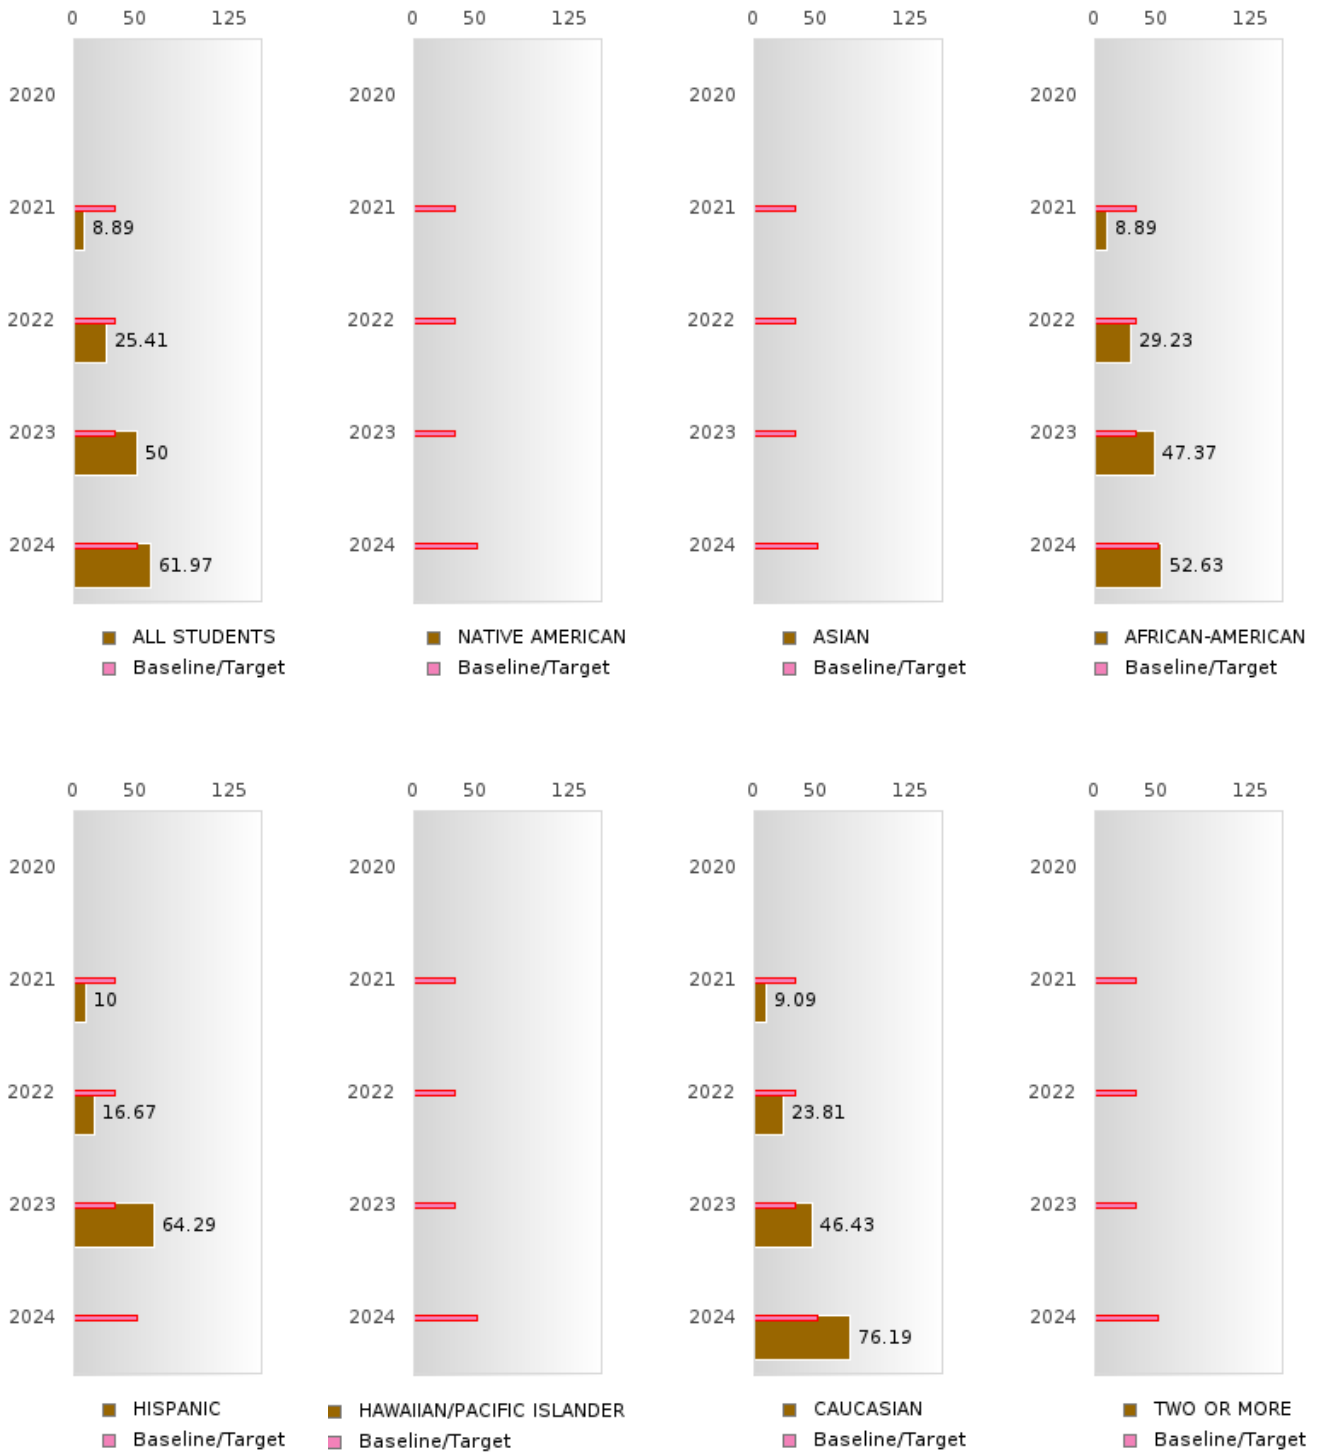 0 50 125
2020
2021
8.89
2022
25.41
2023
50
2024
61.97
ALL STUDENTS
Baseline/Target
0 50 125
2020
2021
2022
2023
2024
NATIVE AMERICAN
Baseline/Target
0 50 125
2020
2021
2022
2023
2024
ASIAN
Baseline/Target
0 50 125
2020
2021
8.89
2022
29.23
2023
47.37
2024
52.63
AFRICAN-AMERICAN
Baseline/Target
0 50 125
2020
2021
10
2022
16.67
2023
64.29
2024
HISPANIC
Baseline/Target
0 50 125
2020
2021
2022
2023
2024
HAWAIIAN/PACIFIC ISLANDER
Baseline/Target
0 50 125
2020
2021
9.09
2022
23.81
2023
46.43
2024
76.19
CAUCASIAN
Baseline/Target
0 50 125
2020
2021
2022
2023
2024
TWO OR MORE
Baseline/Target